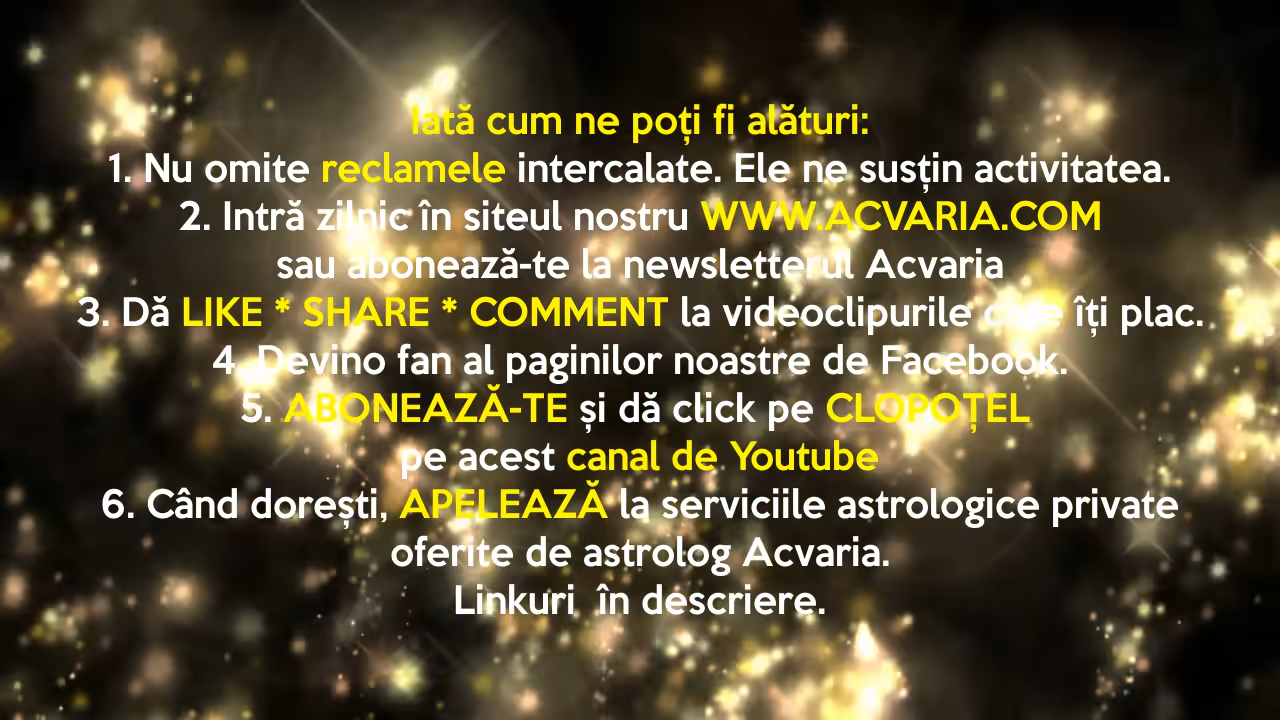 Iată cum ne poți fi alături:
1. Nu omite reclamele intercalate. Ele ne susțin activitatea.
2. Intră zilnic în siteul nostru WWW.ACVARIA.COM
sau abonează-te la newsletterul Acvaria
3. Dă LIKE * SHARE * COMMENT la videoclipurile care îți plac.
4. Devino fan al paginilor noastre de Facebook.
5. ABONEAZĂ-TE și dă click pe CLOPOȚEL
pe acest canal de Youtube
6. Când dorești, APELEAZĂ la serviciile astrologice private
oferite de astrolog Acvaria.
Linkuri  în descriere.